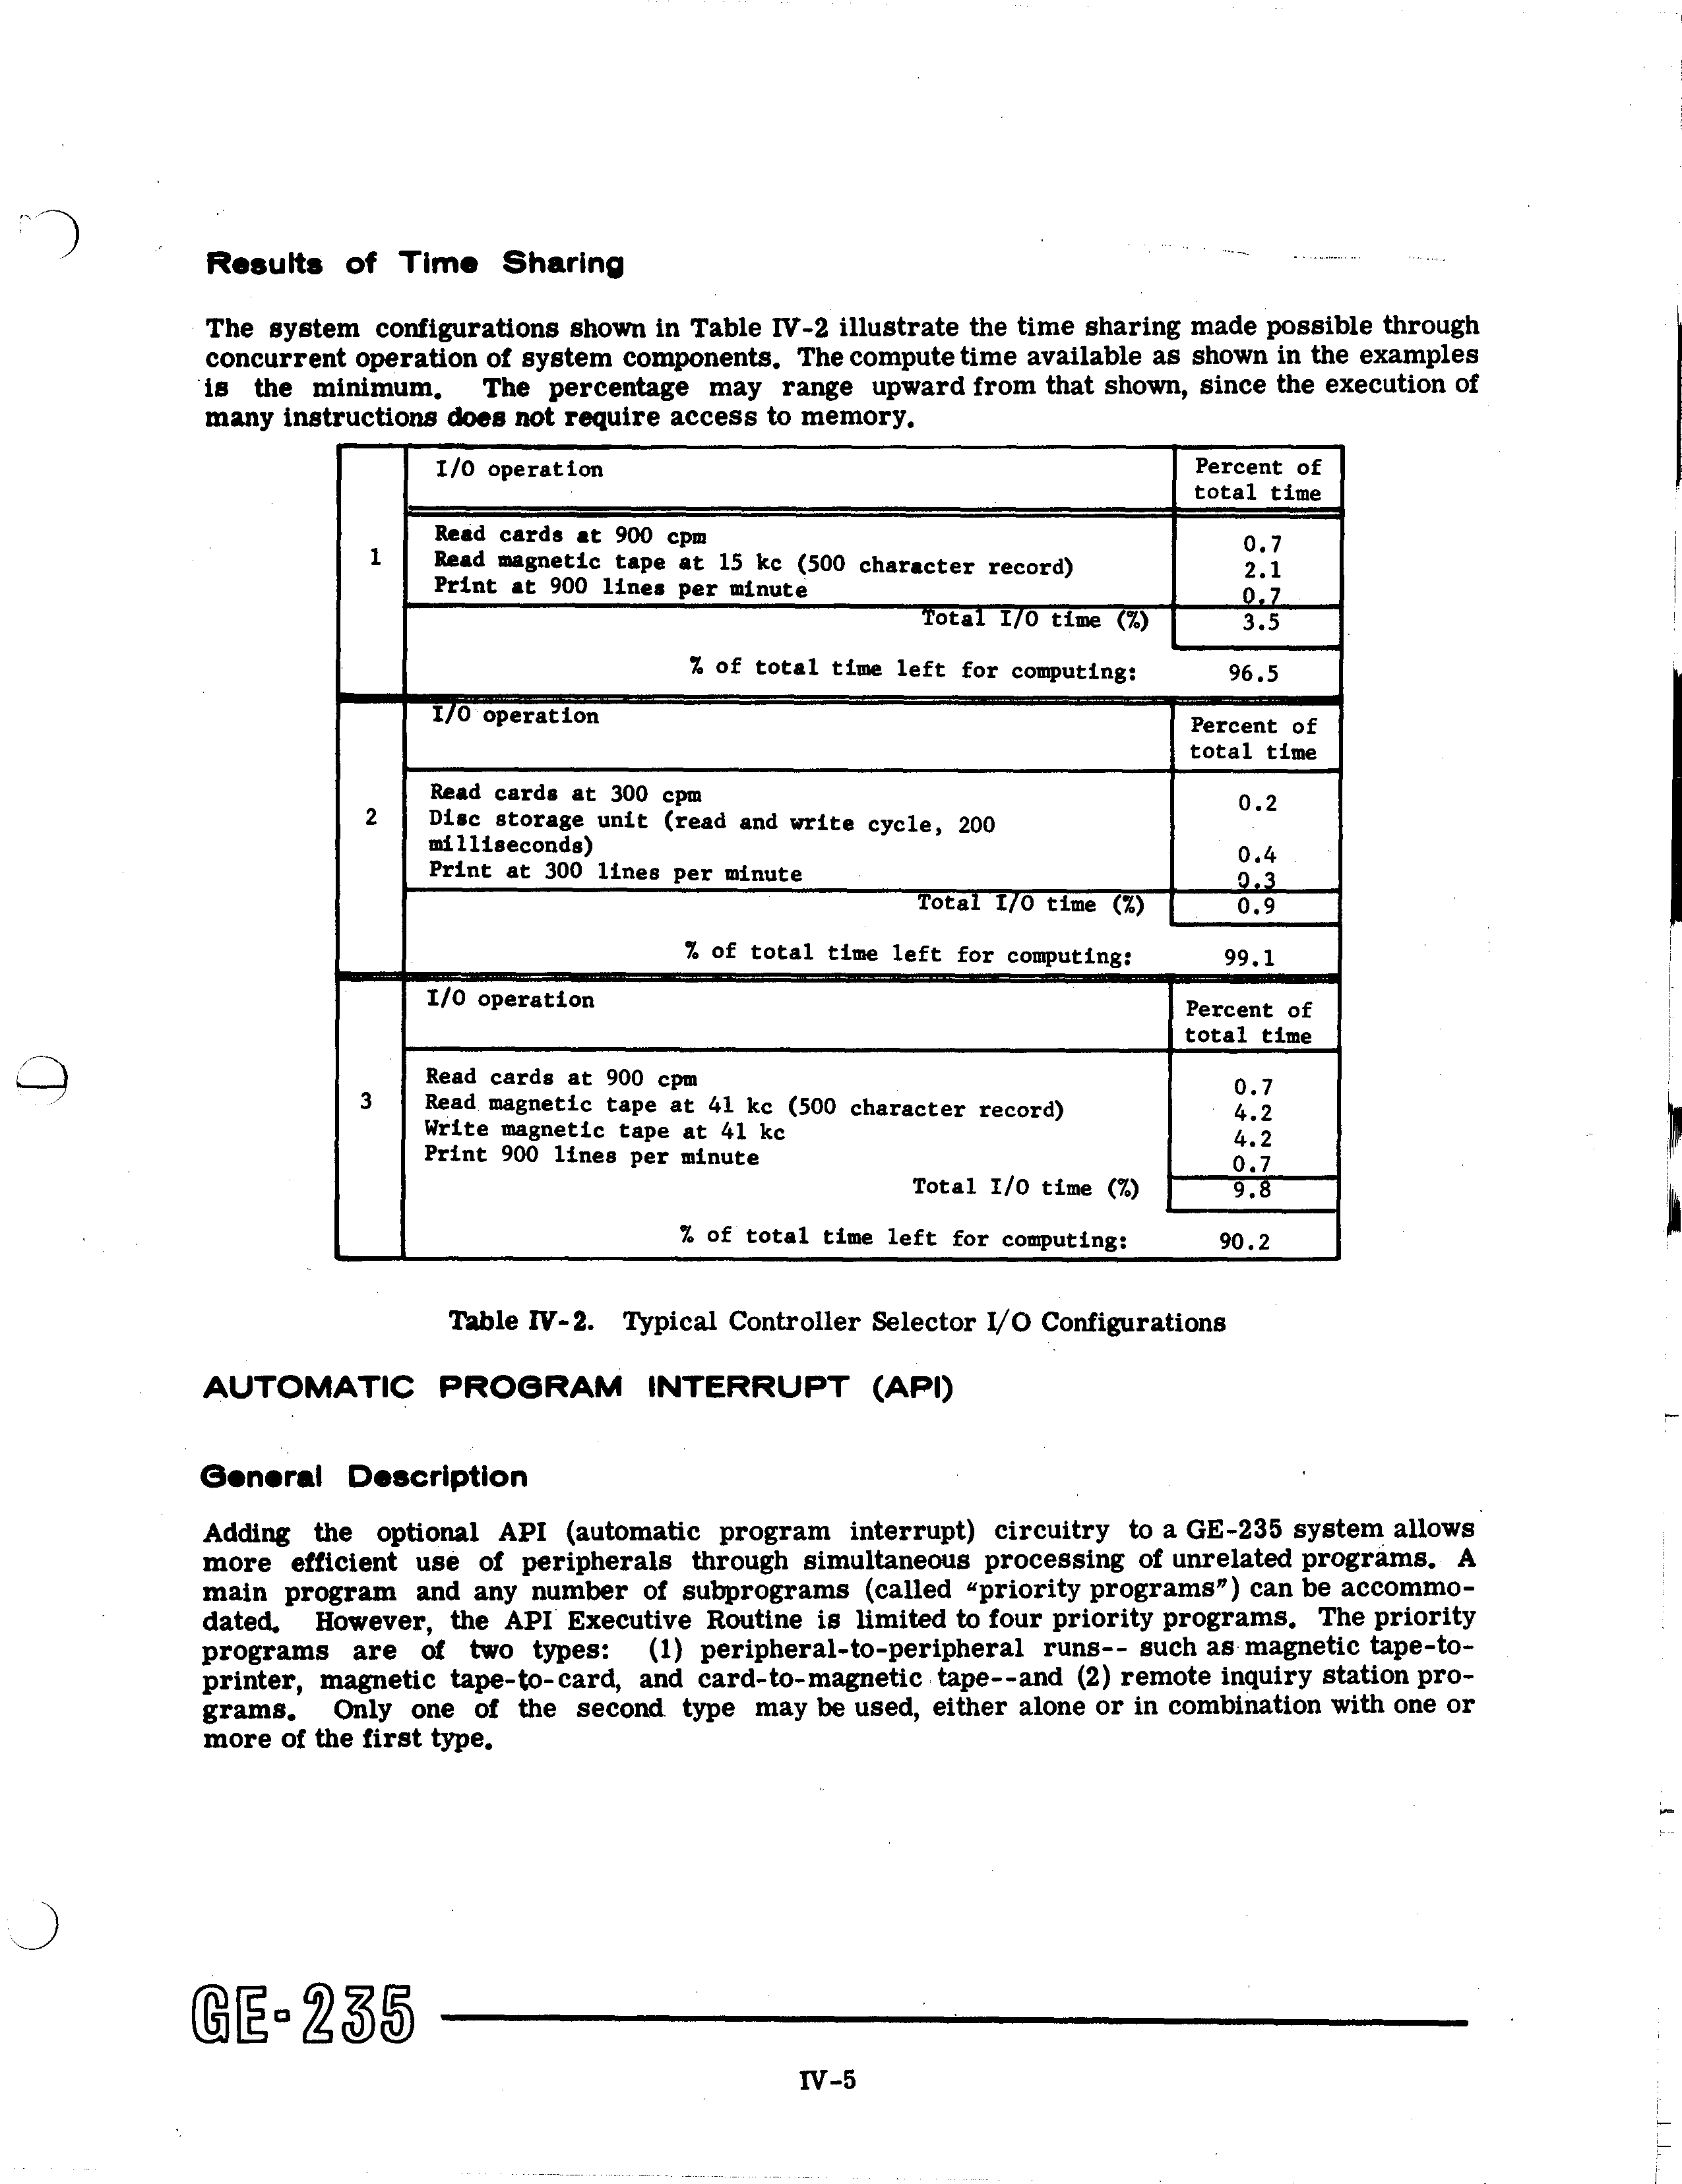 Results of Time Sharing
The system configurations shown in Table IV-2 illustrate the time sharing made possible through
concurrent operation of system components. The compute time available as shown in the examples
is the minimum. The percentage may range upward from that shown, since the execution of
many instructions does not require access to memory.
I/O operation Percent of
total time
1
Read cards at 900 cpm 0.7
Read magnetic tape at 15 kc (500 character record) 2.1
Print at 900 lines per minute 0.7
Total I/O time (%) 3.5
% of total time left for computing: 96.5
I/O operation Percent of
total time
2
Read cards at 300 cpm 0.2
Disc storage unit (read and write cycle, 200
milliseconds) 0.4
Print at 300 lines per minute 0.3
Total I/O time (%) 0.9
% of total time left for computing: 99.1
I/O operation Percent of
total time
3
Read cards at 900 cpm 0.7
Read magnetic tape at 41 kc (500 character record) 4.2
Write magnetic tape at 41 kc 4.2
Print 900 lines per minute 0.7
Total I/O time (%) 9.8
% of total time left for computing: 90.2
Table IV-2. Typical Controller Selector I/O Configurations
AUTOMATIC PROGRAM INTERRUPT (API)
General Description
Adding the optional API (automatic program interrupt) circuitry to a GE-235 system allows
more efficient use of peripherals through simultaneous processing of unrelated programs. A
main program and any number of subprograms (called “priority programs”) can be accommo-
dated. However, the API Executive Routine is limited to four priority programs. The priority
programs are of two types: (1) peripheral-to-peripheral runs-- such as magnetic tape-to-
printer, magnetic tape-to-card, and card-to-magnetic tape--and (2) remote inquiry station pro-
grams. Only one of the second type may be used, either alone or in combination with one or
more of the first type.
GE-235
IV-5